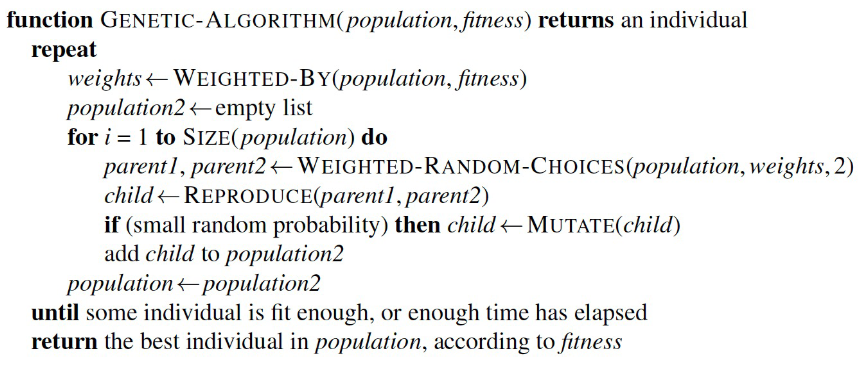 function GENETIC-ALGORITHM(population, fitness) returns an individual
repeat
weights←WEIGHTED-BY(population, fitness)
population2←empty list
for i = 1 to SIZE(population) do
parent1, parent2←WEIGHTED-RANDOM-CHOICES(population, weights, 2)
child←REPRODUCE(parent1, parent2)
if (small random probability) then child←MUTATE(child)
add child to population2
population←population2
until some individual is fit enough, or enough time has elapsed
return the best individual in population, according to fitness